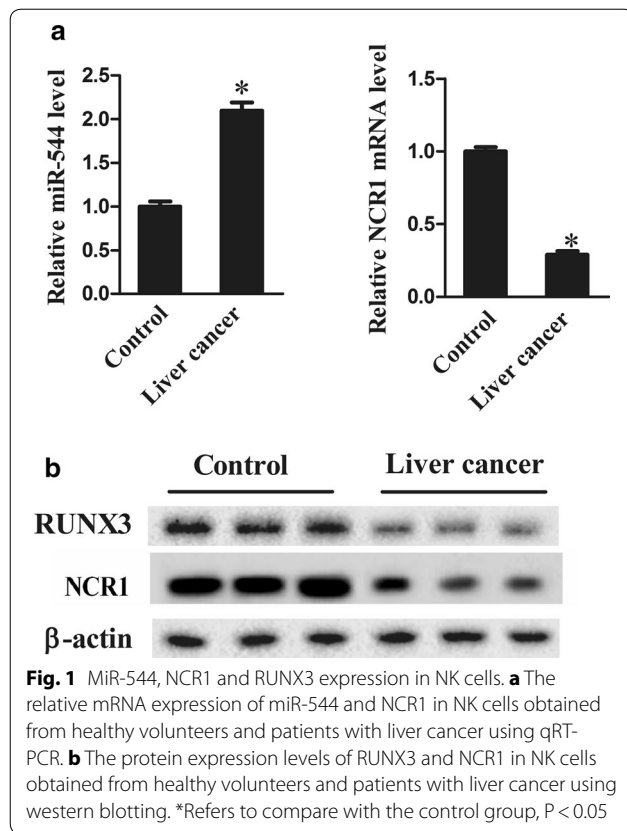 a
Relative miR-544 level
2.5
2.0
1.5
1.0
0.5
0.0
*
Control
Liver cancer
Relative NCR1 mRNA level
1.5
1.0
0.5
0.0
*
Control
Liver cancer
b
Control
Liver cancer
RUNX3
NCR1
β-actin
Fig. 1 MiR-544, NCR1 and RUNX3 expression in NK cells. a The
relative mRNA expression of miR-544 and NCR1 in NK cells obtained
from healthy volunteers and patients with liver cancer using qRT-
PCR. b The protein expression levels of RUNX3 and NCR1 in NK cells
obtained from healthy volunteers and patients with liver cancer using
western blotting. *Refers to compare with the control group, P < 0.05